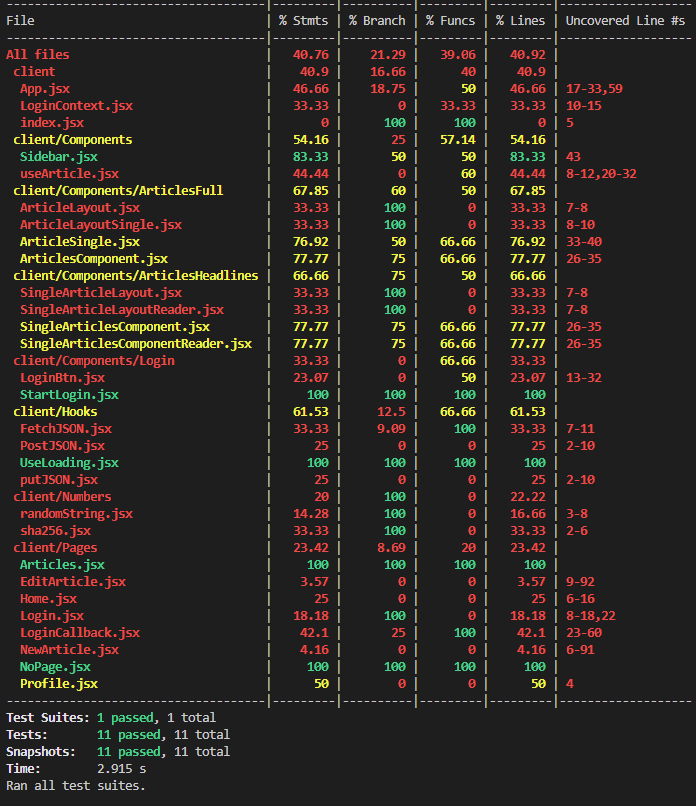 -------------------------------------|---------|----------|---------|---------|-------------------
File                                 | % Stmts | % Branch | % Funcs | % Lines | Uncovered Line #s
-------------------------------------|---------|----------|---------|---------|-------------------
All files                            |   40.76 |    21.29 |   39.06 |   40.92 |
 client                              |    40.9 |    16.66 |      40 |    40.9 |
  App.jsx                            |   46.66 |    18.75 |      50 |   46.66 | 17-33,59
  LoginContext.jsx                   |   33.33 |        0 |   33.33 |   33.33 | 10-15
  index.jsx                          |       0 |      100 |     100 |       0 | 5
 client/Components                   |   54.16 |       25 |   57.14 |   54.16 |
  Sidebar.jsx                        |   83.33 |       50 |      50 |   83.33 | 43
  useArticle.jsx                     |   44.44 |        0 |      60 |   44.44 | 8-12,20-32
 client/Components/ArticlesFull      |   67.85 |       60 |      50 |   67.85 |
  ArticleLayout.jsx                  |   33.33 |      100 |       0 |   33.33 | 7-8
  ArticleLayoutSingle.jsx            |   33.33 |      100 |       0 |   33.33 | 8-10
  ArticleSingle.jsx                  |   76.92 |       50 |   66.66 |   76.92 | 33-40
  ArticlesComponent.jsx              |   77.77 |       75 |   66.66 |   77.77 | 26-35
 client/Components/ArticlesHeadlines |   66.66 |       75 |      50 |   66.66 |
  SingleArticleLayout.jsx            |   33.33 |      100 |       0 |   33.33 | 7-8
  SingleArticleLayoutReader.jsx      |   33.33 |      100 |       0 |   33.33 | 7-8
  SingleArticlesComponent.jsx        |   77.77 |       75 |   66.66 |   77.77 | 26-35
  SingleArticlesComponentReader.jsx  |   77.77 |       75 |   66.66 |   77.77 | 26-35
 client/Components/Login             |   33.33 |        0 |   66.66 |   33.33 |
  LoginBtn.jsx                       |   23.07 |        0 |      50 |   23.07 | 13-32
  StartLogin.jsx                     |     100 |      100 |     100 |     100 |
 client/Hooks                        |   61.53 |     12.5 |   66.66 |   61.53 |
  FetchJSON.jsx                      |   33.33 |     9.09 |     100 |   33.33 | 7-11
  PostJSON.jsx                       |      25 |        0 |       0 |      25 | 2-10
  UseLoading.jsx                     |     100 |      100 |     100 |     100 |
  putJSON.jsx                        |      25 |        0 |       0 |      25 | 2-10
 client/Numbers                      |      20 |      100 |       0 |   22.22 |
  randomString.jsx                   |   14.28 |      100 |       0 |   16.66 | 3-8
  sha256.jsx                         |   33.33 |      100 |       0 |   33.33 | 2-6
 client/Pages                        |   23.42 |     8.69 |      20 |   23.42 |
  Articles.jsx                       |     100 |      100 |     100 |     100 |
  EditArticle.jsx                    |    3.57 |        0 |       0 |    3.57 | 9-92
  Home.jsx                           |      25 |        0 |       0 |      25 | 6-16
  Login.jsx                          |   18.18 |      100 |       0 |   18.18 | 8-18,22
  LoginCallback.jsx                  |    42.1 |       25 |     100 |    42.1 | 23-60
  NewArticle.jsx                     |    4.16 |        0 |       0 |    4.16 | 6-91
  NoPage.jsx                         |     100 |      100 |     100 |     100 |
  Profile.jsx                        |      50 |        0 |       0 |      50 | 4
-------------------------------------|---------|----------|---------|---------|-------------------
Test Suites: 1 passed, 1 total
Tests:       11 passed, 11 total
Snapshots:   11 passed, 11 total
Time:        2.915 s
Ran all test suites.